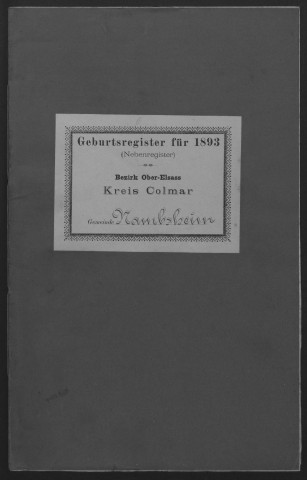 Geburtsregister für 1893
(Nebenregister)
Bezirk Ober-Elsass
Kreis Colmar
Gemeinde Nambsheim